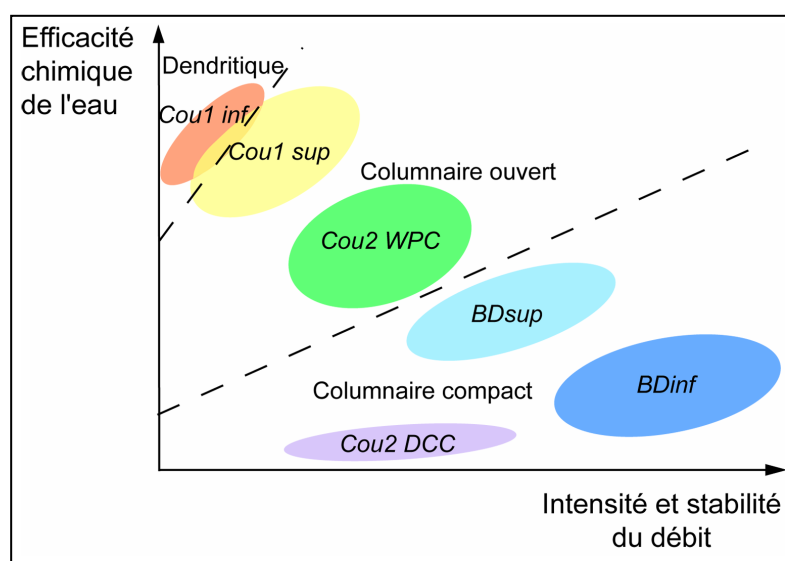 Efficacité
chimique
de l'eau
Dendritique
Cou1 inf
Cou1 sup
Columnaire ouvert
Cou2 WPC
BDsup
Columnaire compact
BDinf
Cou2 DCC
Intensité et stabilité
du débit